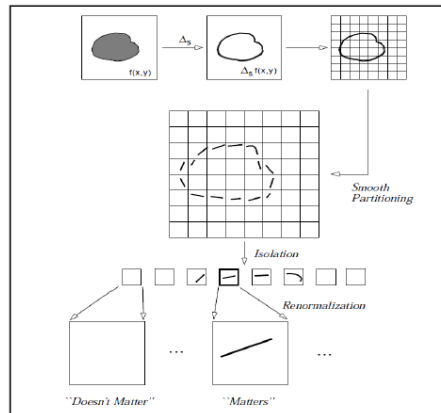 Δs
f(x,y)
Δs f(x,y)
Smooth
Partitioning
Isolation
Renormalization
...
...
``Doesn't Matter''
``Matters''